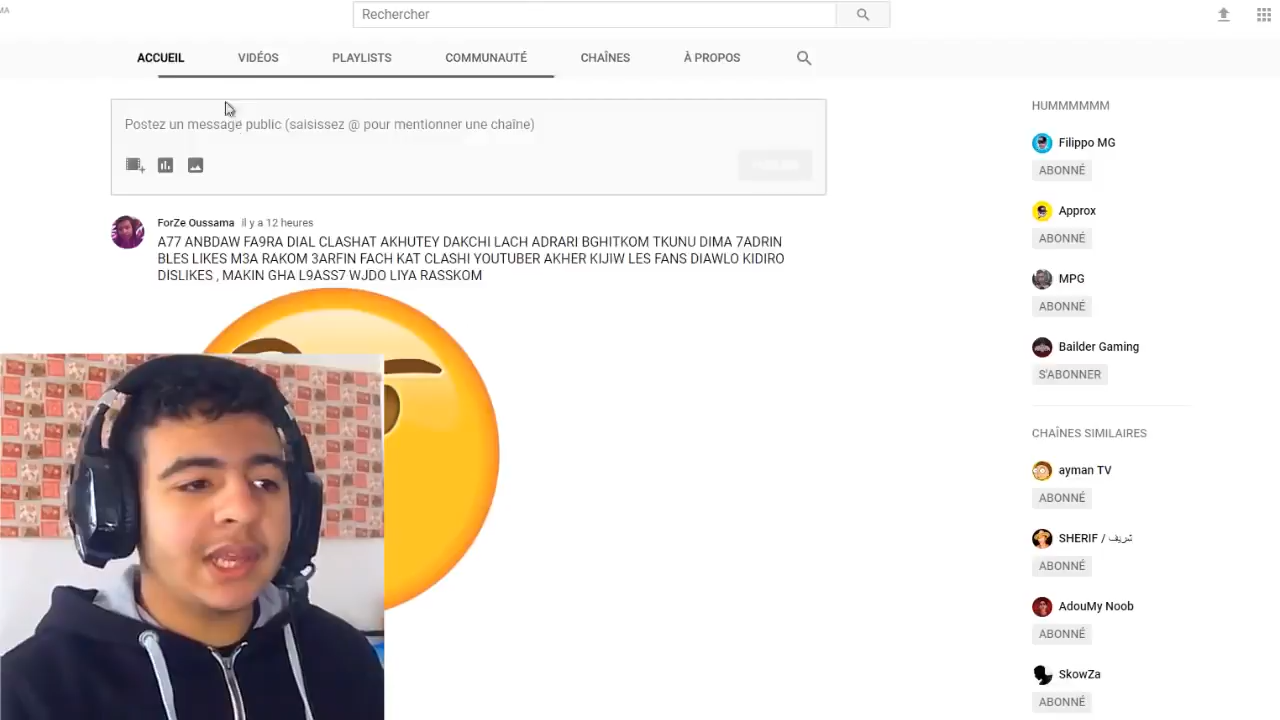 MA
Rechercher
ACCUEIL VIDÉOS PLAYLISTS COMMUNAUTÉ CHAÎNES À PROPOS
Postez un message public (saisissez @ pour mentionner une chaîne)
ForZe Oussama il y a 12 heures
A77 ANBDAW FA9RA DIAL CLASHAT AKHUTEY DAKCHI LACH ADRARI BGHITKOM TKUNU DIMA 7ADRIN
BLES LIKES M3A RAKOM 3ARFIN FACH KAT CLASHI YOUTUBER AKHER KIJIW LES FANS DIAWLO KIDIRO
DISLIKES , MAKIN GHA L9ASS7 WJDO LIYA RASSKOM
HUMMMMMM
Filippo MG
ABONNÉ
Approx
ABONNÉ
MPG
ABONNÉ
Bailder Gaming
S'ABONNER
CHAÎNES SIMILAIRES
ayman TV
ABONNÉ
SHERIF / شريف
ABONNÉ
AdouMy Noob
ABONNÉ
SkowZa
ABONNÉ